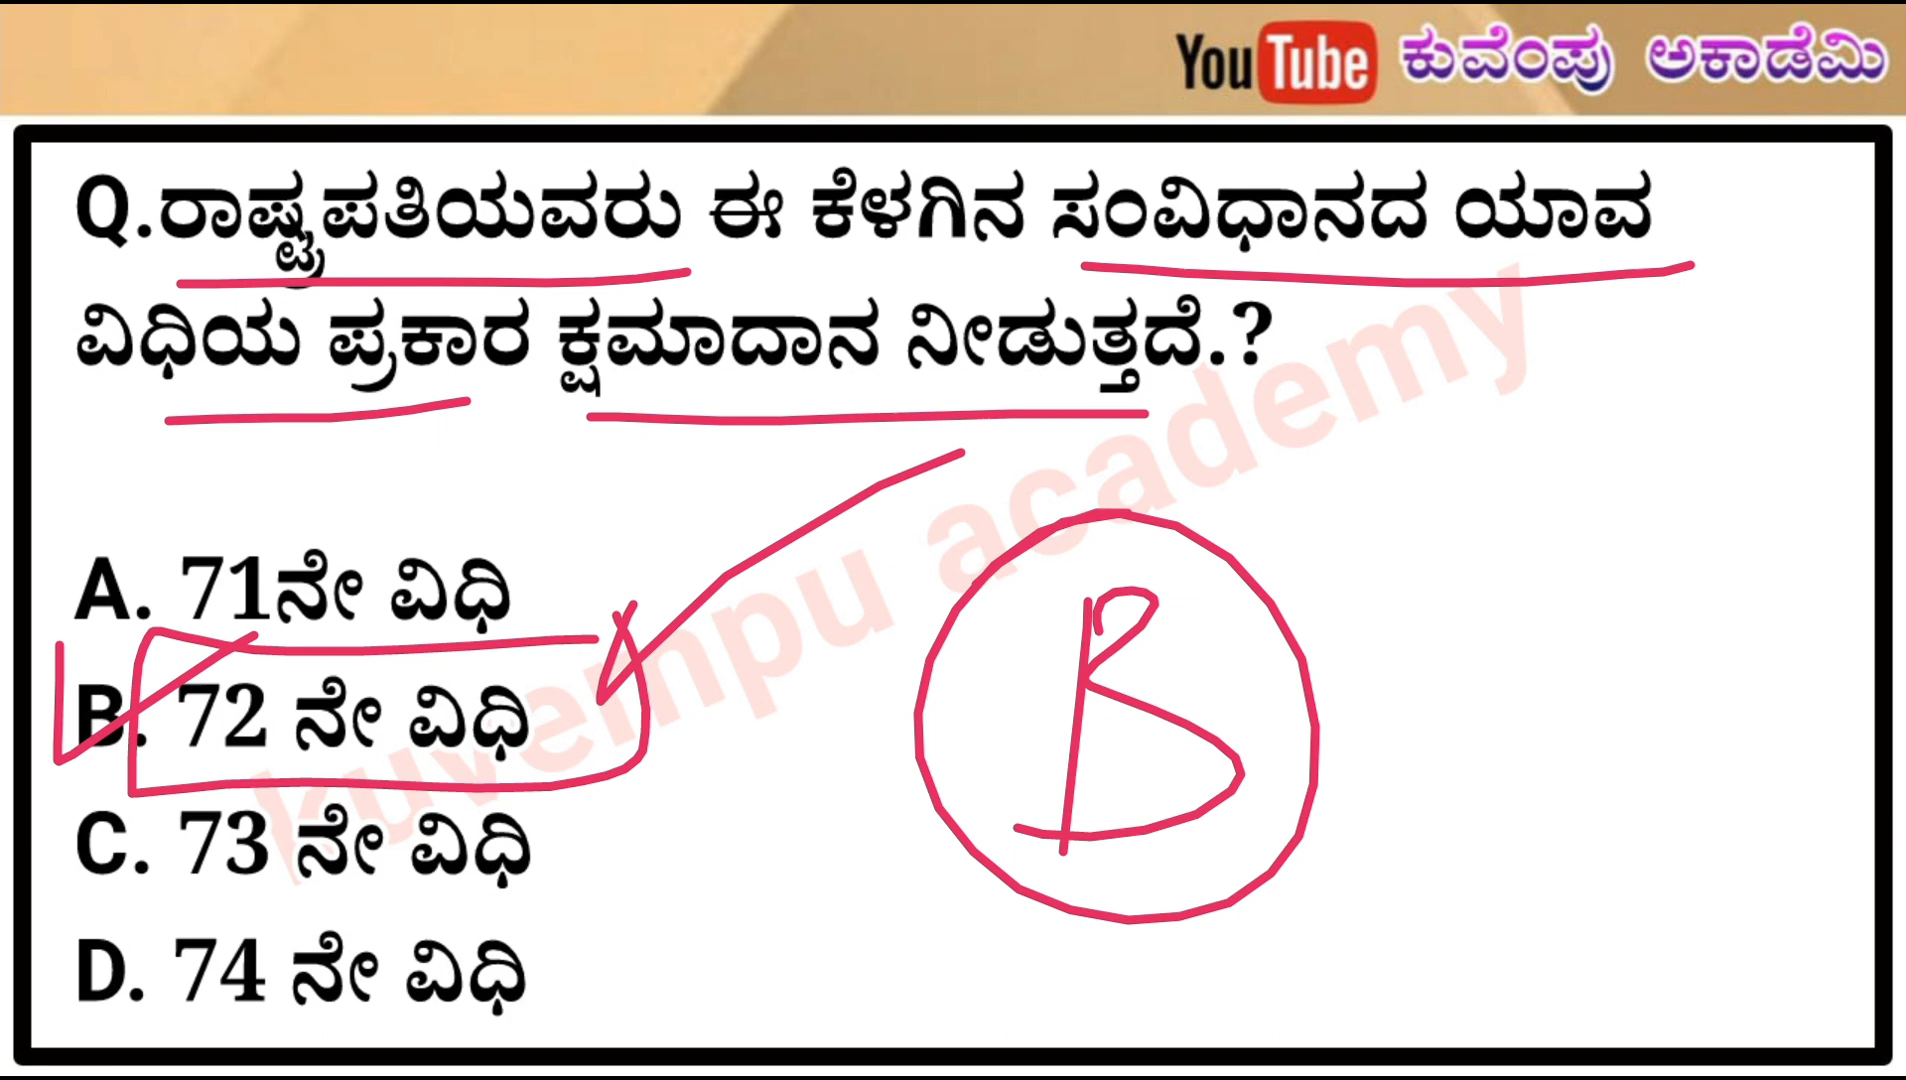 YouTube ಕುವೆಂಪು ಅಕಾಡೆಮಿ
Q.ರಾಷ್ಟ್ರಪತಿಯವರು ಈ ಕೆಳಗಿನ ಸಂವಿಧಾನದ ಯಾವ
ವಿಧಿಯ ಪ್ರಕಾರ ಕ್ಷಮಾದಾನ ನೀಡುತ್ತದೆ.?
A. 71ನೇ ವಿಧಿ
B. 72 ನೇ ವಿಧಿ
C. 73 ನೇ ವಿಧಿ
D. 74 ನೇ ವಿಧಿ
B
kuvempu academy